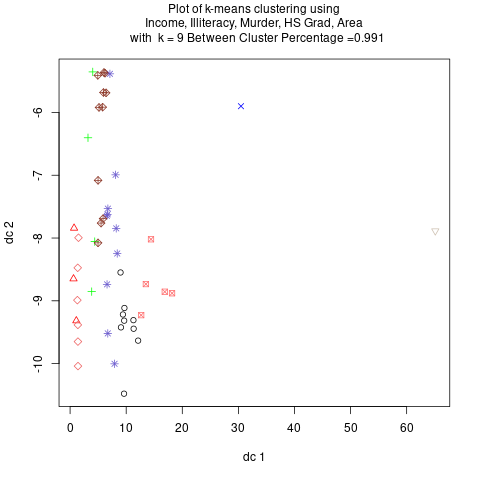 Plot of k-means clustering using
Income, Illiteracy, Murder, HS Grad, Area
with  k = 9 Between Cluster Percentage =0.991
-6
-7
-8
-9
-10
dc 2
0 10 20 30 40 50 60
dc 1